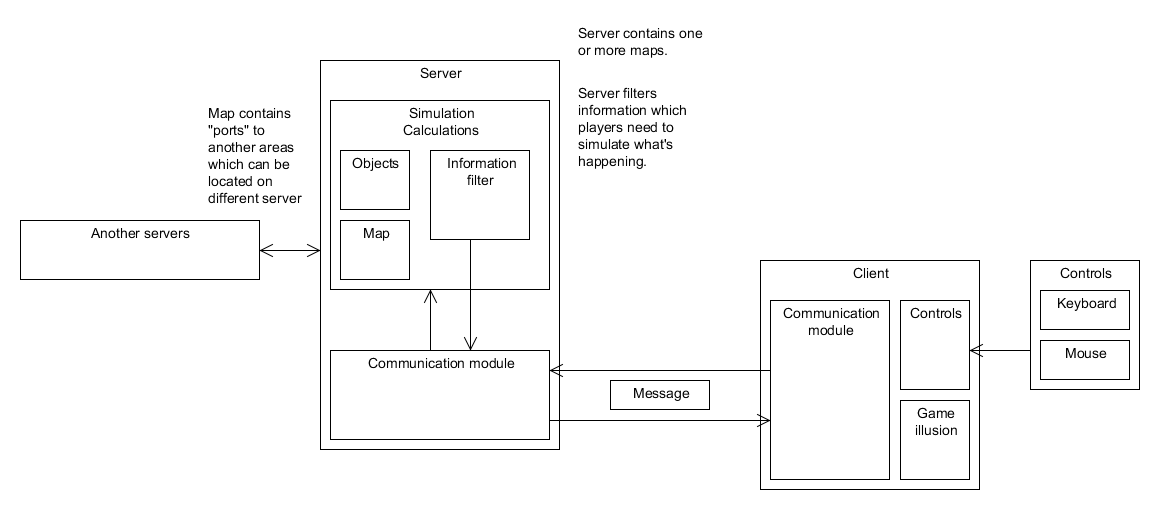 Server contains one
or more maps.
Server
Server filters
information which
players need to
simulate what's
happening.
Map contains
"ports" to
another areas
which can be
located on
different server
Simulation
Calculations
Objects
Information
filter
Map
Another servers
Communication module
Message
Client
Communication
module
Controls
Game
illusion
Controls
Keyboard
Mouse